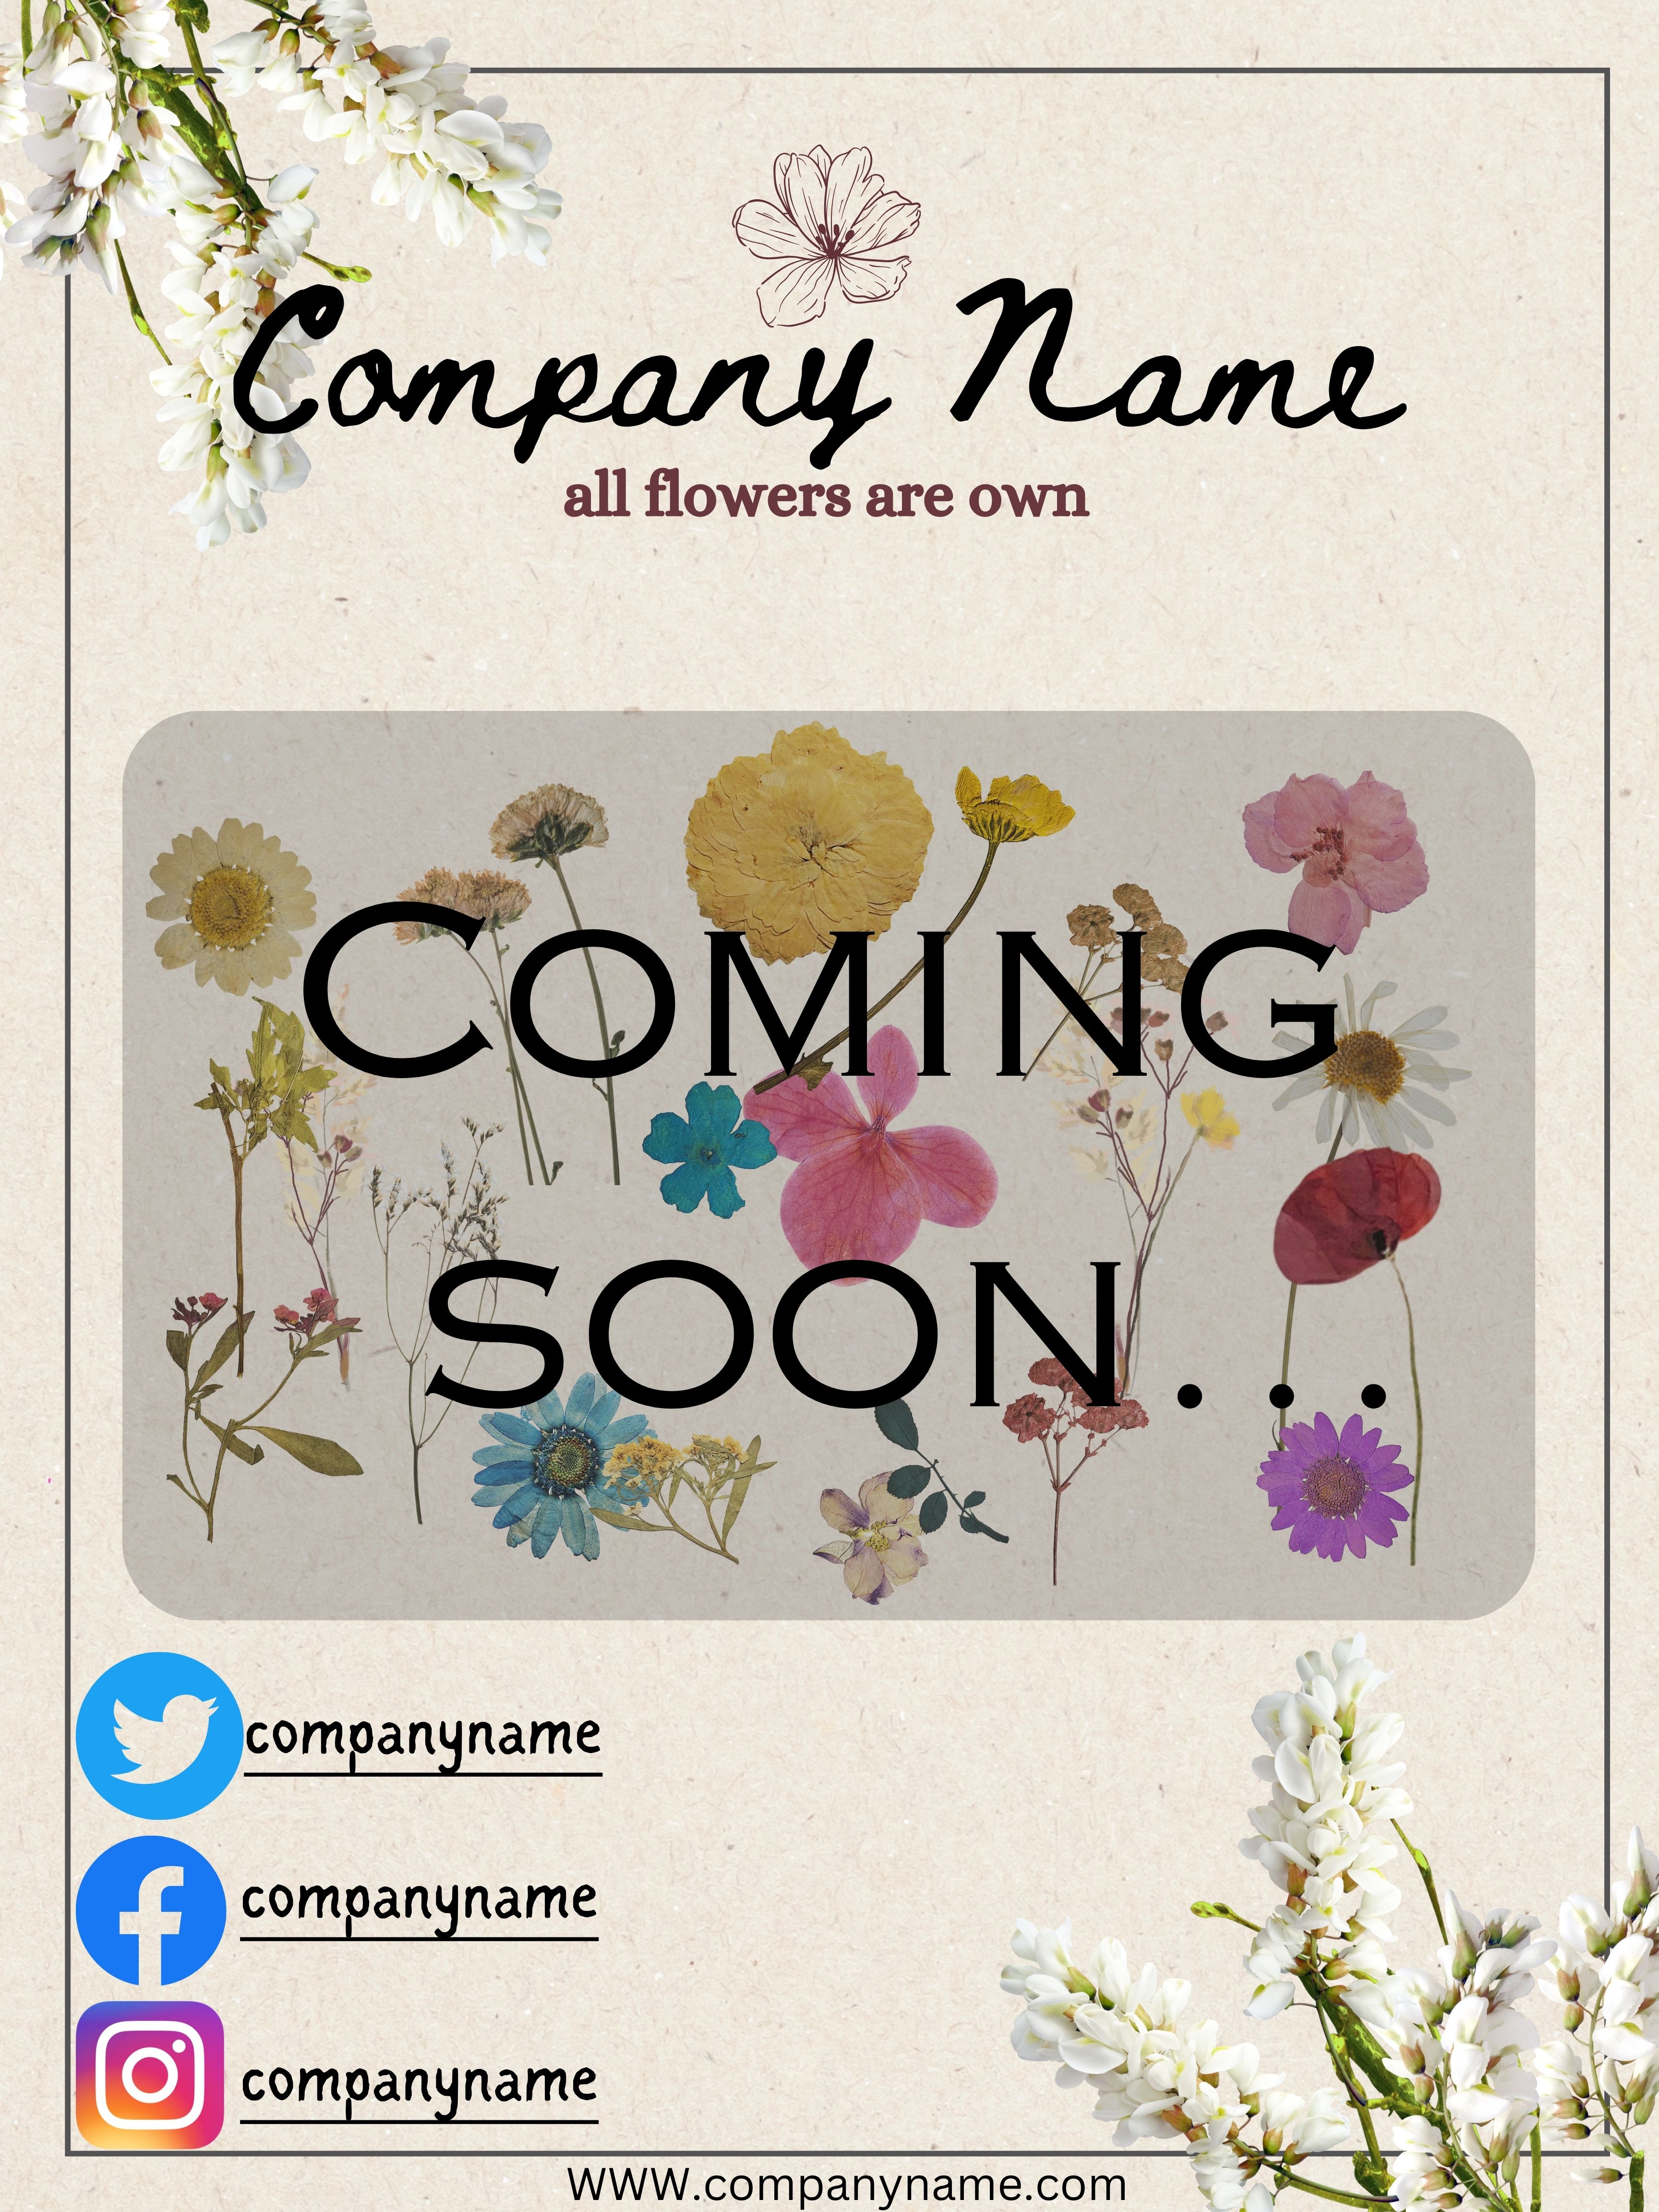 Company Name
all flowers are own
Coming
soon...
companyname
companyname
companyname
WWW.companyname.com